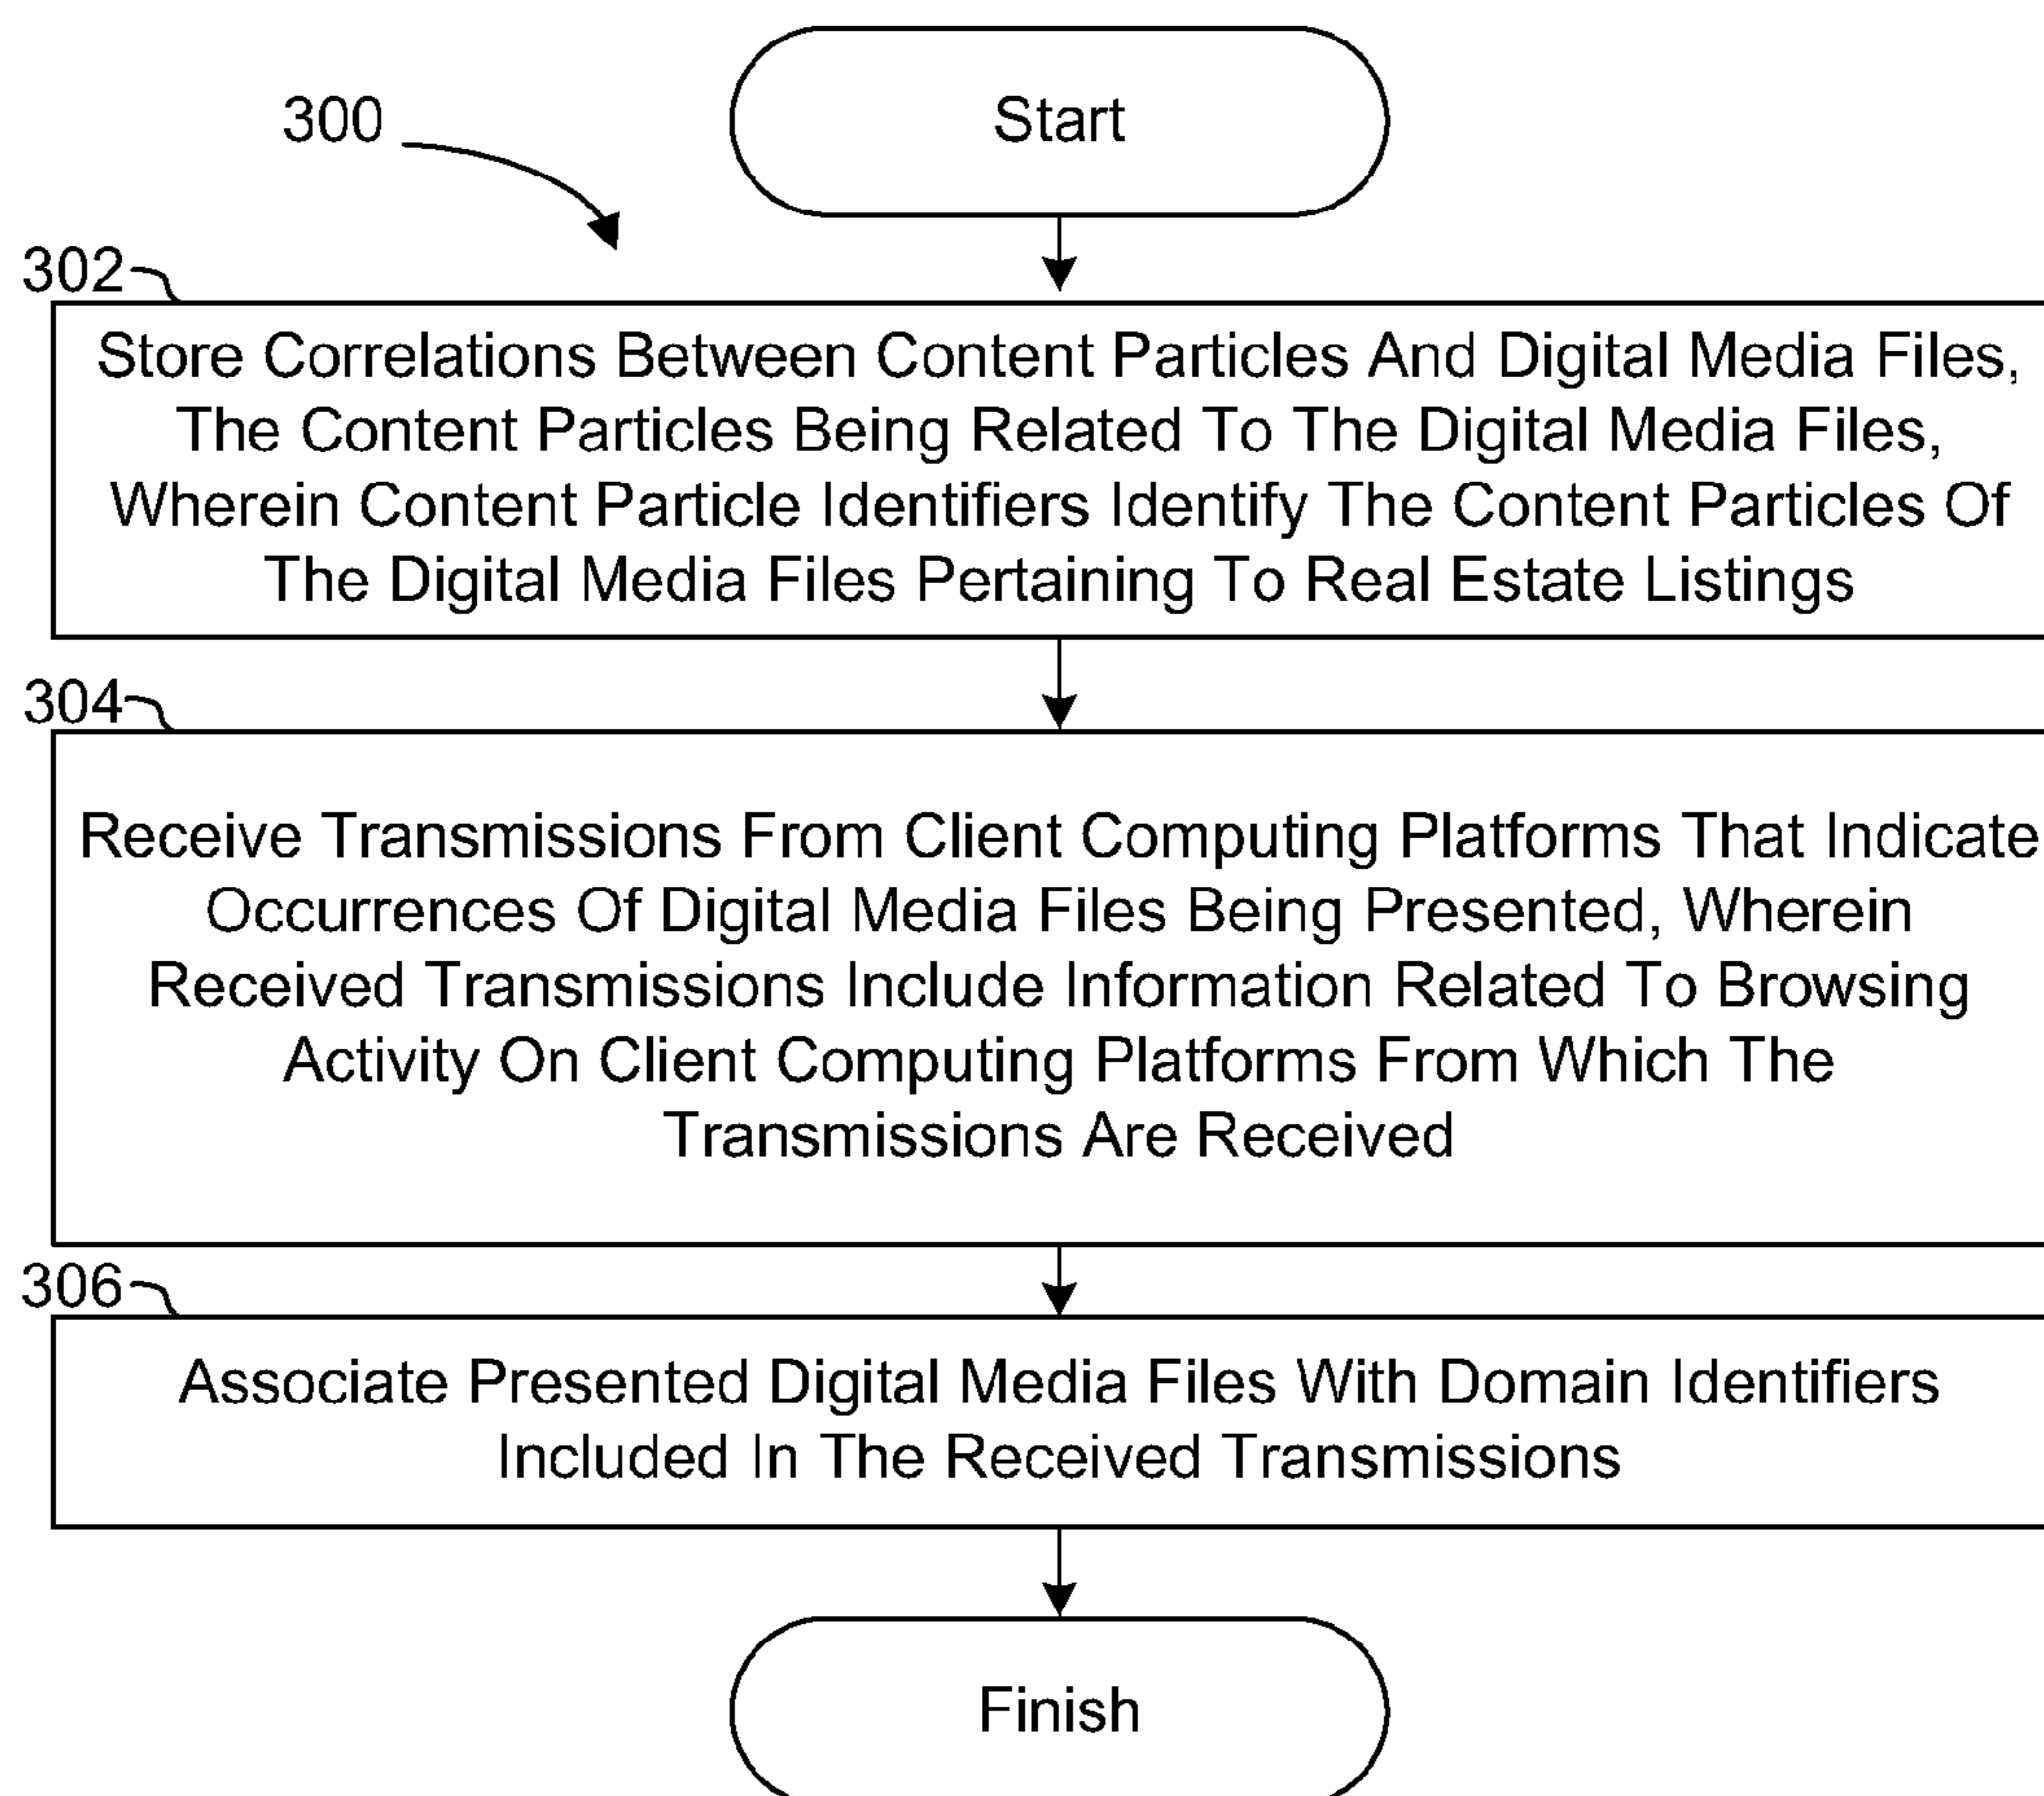 Start
300
302
Store Correlations Between Content Particles And Digital Media Files,
The Content Particles Being Related To The Digital Media Files,
Wherein Content Particle Identifiers Identify The Content Particles Of
The Digital Media Files Pertaining To Real Estate Listings
304
Receive Transmissions From Client Computing Platforms That Indicate
Occurrences Of Digital Media Files Being Presented, Wherein
Received Transmissions Include Information Related To Browsing
Activity On Client Computing Platforms From Which The
Transmissions Are Received
306
Associate Presented Digital Media Files With Domain Identifiers
Included In The Received Transmissions
Finish